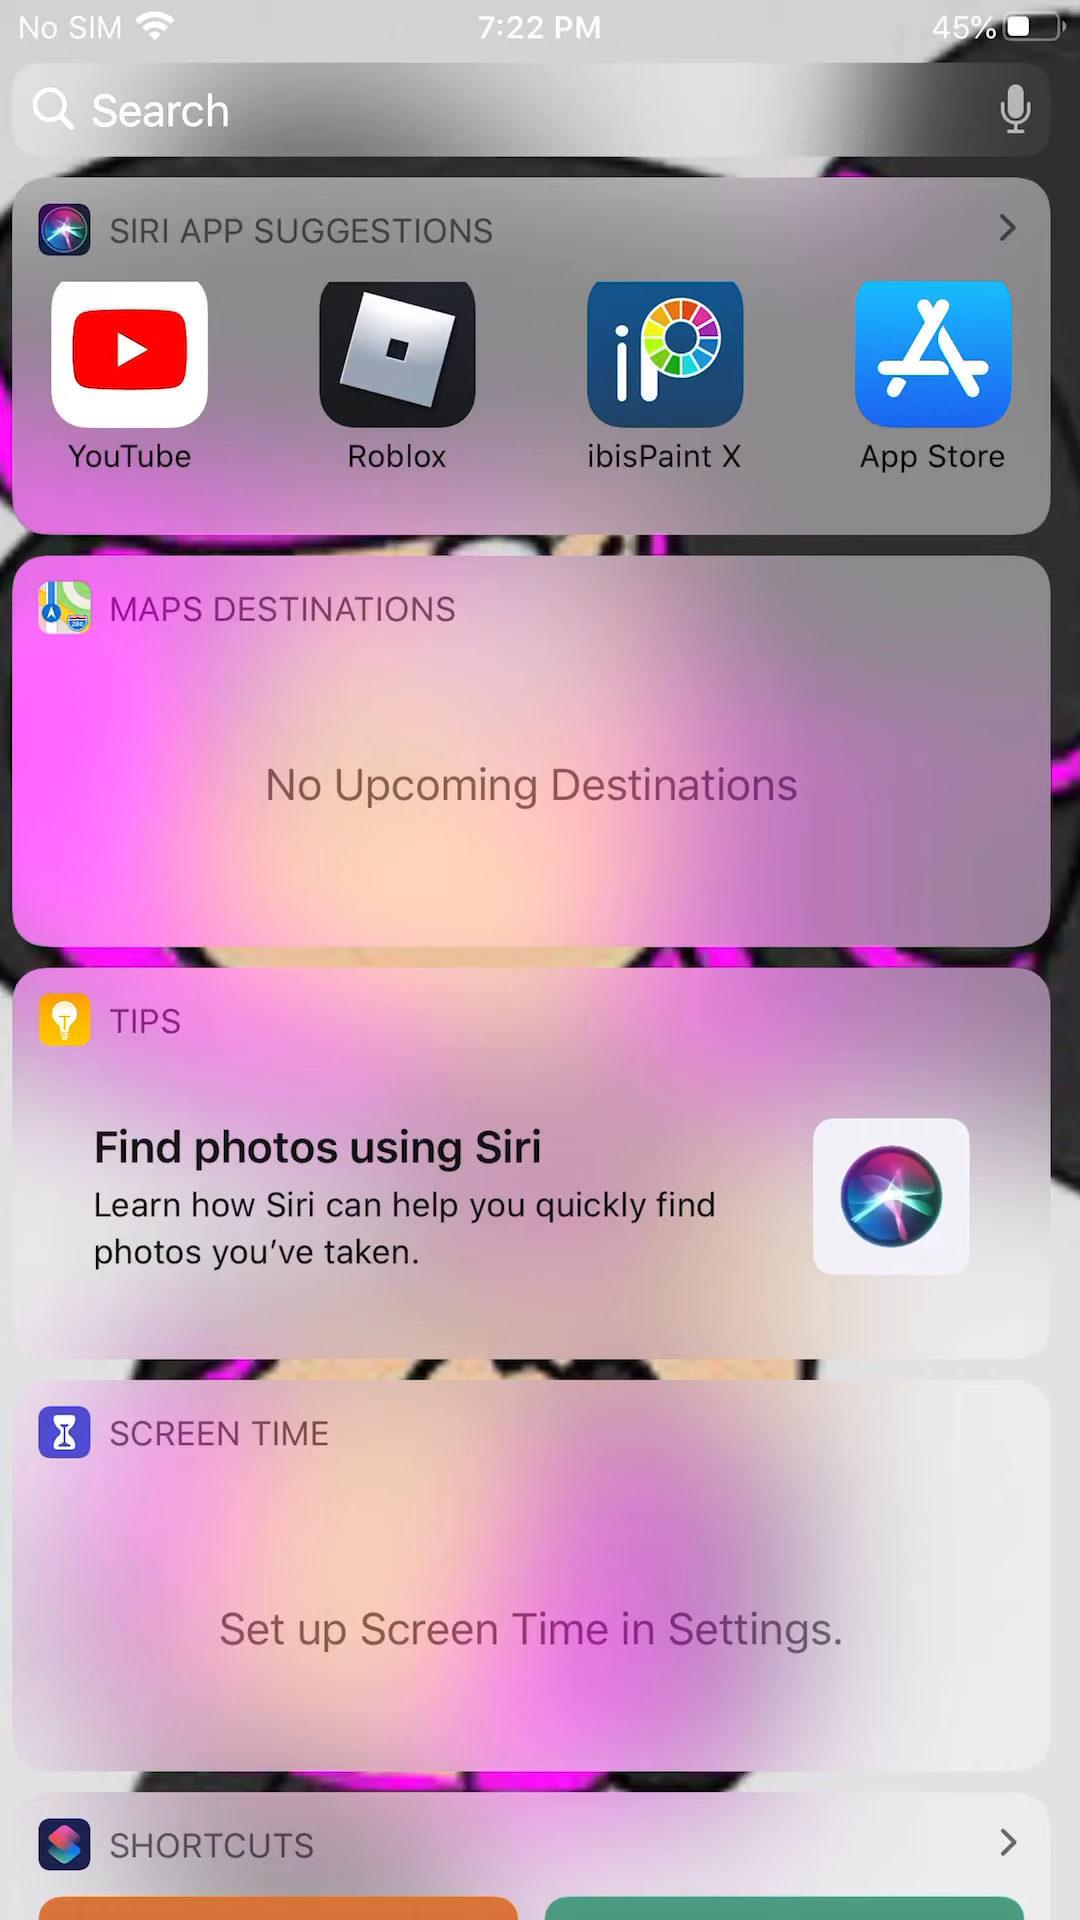 No SIM 7:22 PM 45%
Search
SIRI APP SUGGESTIONS
iP
YouTube Roblox ibisPaint X App Store
280
MAPS DESTINATIONS
No Upcoming Destinations
TIPS
Find photos using Siri
Learn how Siri can help you quickly find
photos you’ve taken.
SCREEN TIME
Set up Screen Time in Settings.
SHORTCUTS